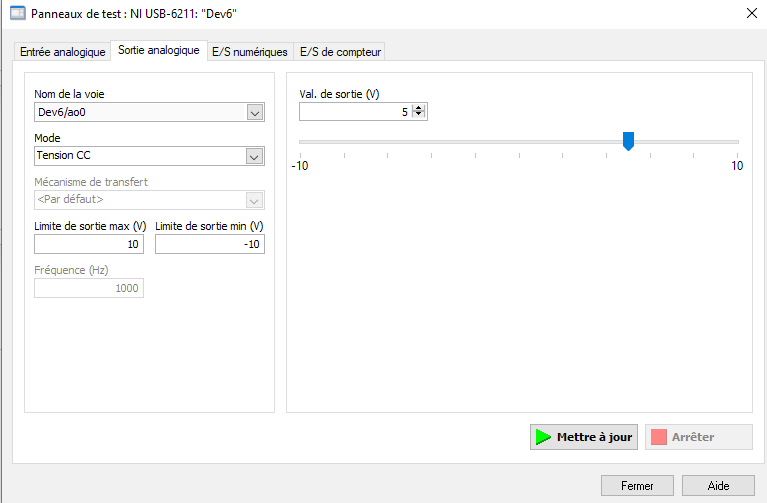 Panneaux de test : NI USB-6211: "Dev6"
Entrée analogique Sortie analogique E/S numériques E/S de compteur
Nom de la voie
Dev6/ao0
Mode
Tension CC
Mécanisme de transfert
<Par défaut>
Limite de sortie max (V) Limite de sortie min (V)
10 -10
Fréquence (Hz)
1000
Val. de sortie (V)
5
-10 10
Mettre à jour Arrêter
Fermer Aide